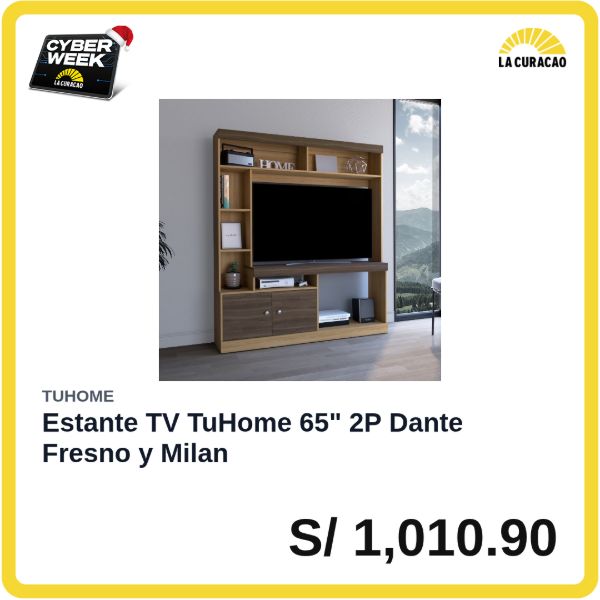 CYBER
WEEK
LA CURACAO
LA CURACAO
HOME
TUHOME
Estante TV TuHome 65" 2P Dante
Fresno y Milan
S/ 1,010.90